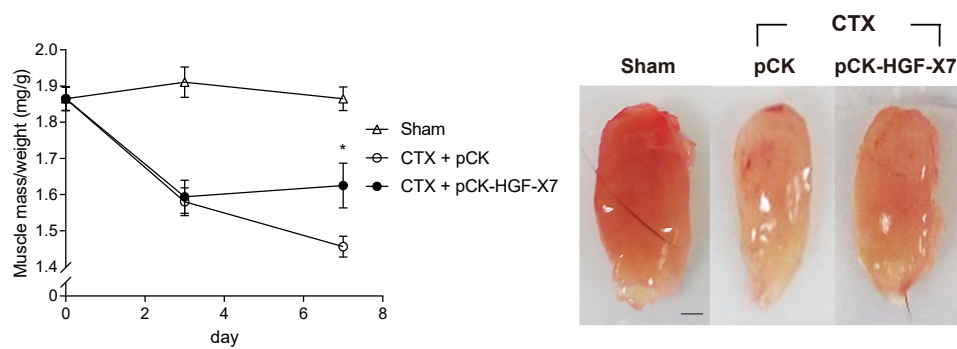 2.0
1.9
1.8
1.7
1.6
1.5
1.4
0
Muscle mass/weight (mg/g)
0 2 4 6 8
day
*
Sham
CTX + pCK
CTX + pCK-HGF-X7
CTX
Sham pCK pCK-HGF-X7